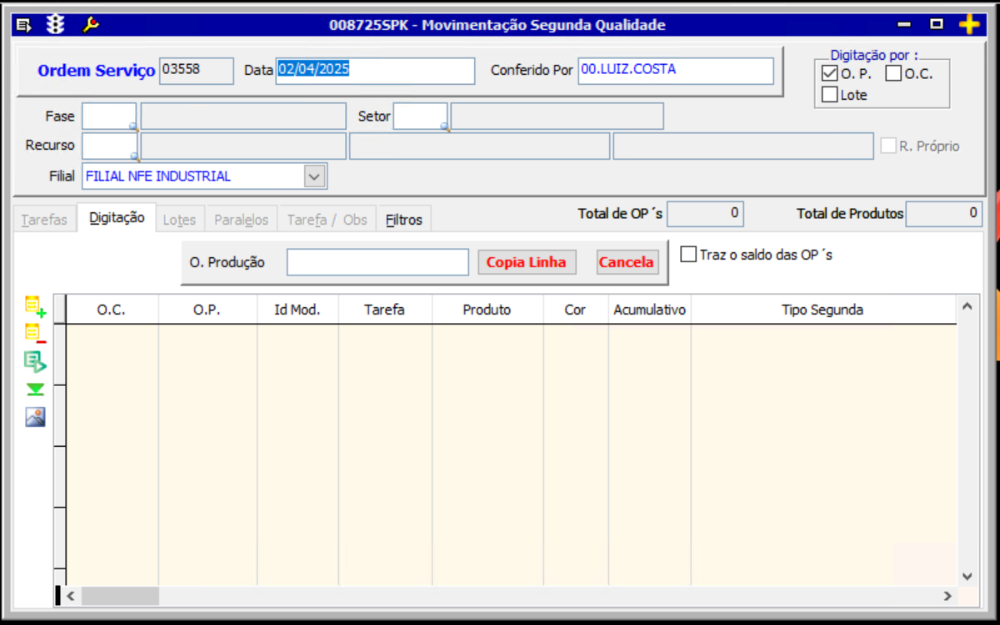 008725SPK - Movimentação Segunda Qualidade
Ordem Serviço 03558 Data 02/04/2025 Conferido Por 00.LUIZ.COSTA
Digitação por :
O. P. O.C.
Lote
Fase Setor
Recurso R. Próprio
Filial FILIAL NFE INDUSTRIAL
Tarefas Digitação Lotes Paralelos Tarefa / Obs Filtros Total de OP´s 0 Total de Produtos 0
O. Produção Copia Linha Cancela Traz o saldo das OP´s
O.C. O.P. Id Mod. Tarefa Produto Cor Acumulativo Tipo Segunda